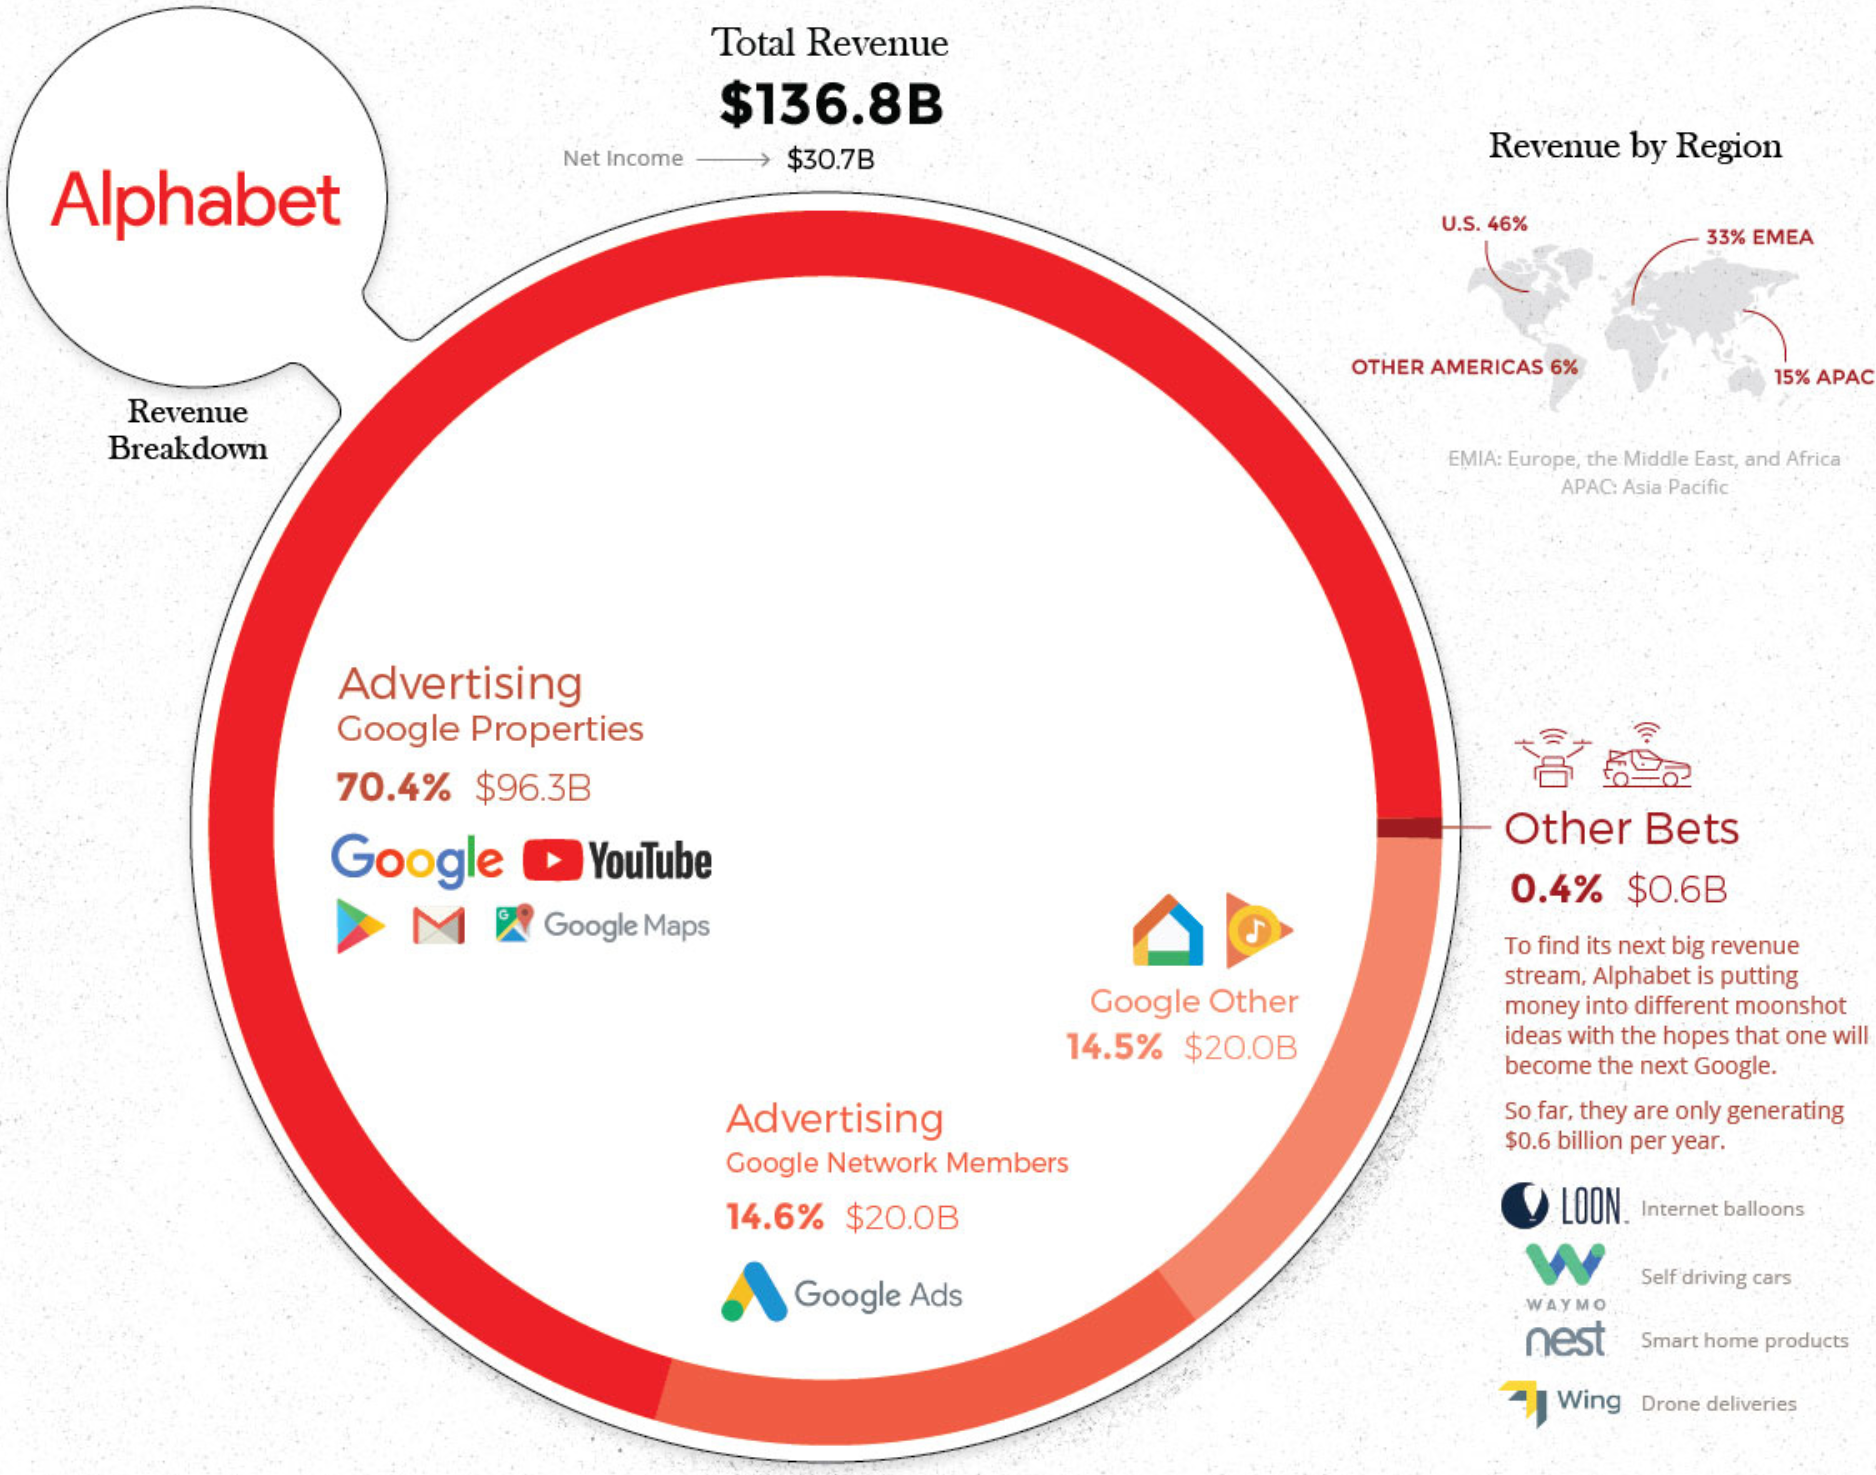 Alphabet
Revenue
Breakdown
Total Revenue
$136.8B
Net Income
$30.7B
Revenue by Region
U.S. 46%
33% EMEA
OTHER AMERICAS 6%
15% APAC
EMIA: Europe, the Middle East, and Africa
APAC: Asia Pacific
Advertising
Google Properties
70.4% $96.3B
Google YouTube
G Google Maps
Google Other
14.5% $20.0B
Advertising
Google Network Members
14.6% $20.0B
Google Ads
Other Bets
0.4% $0.6B
To find its next big revenue
stream, Alphabet is putting
money into different moonshot
ideas with the hopes that one will
become the next Google.
So far, they are only generating
$0.6 billion per year.
LOON. Internet balloons
WAYMO Self driving cars
nest Smart home products
Wing Drone deliveries